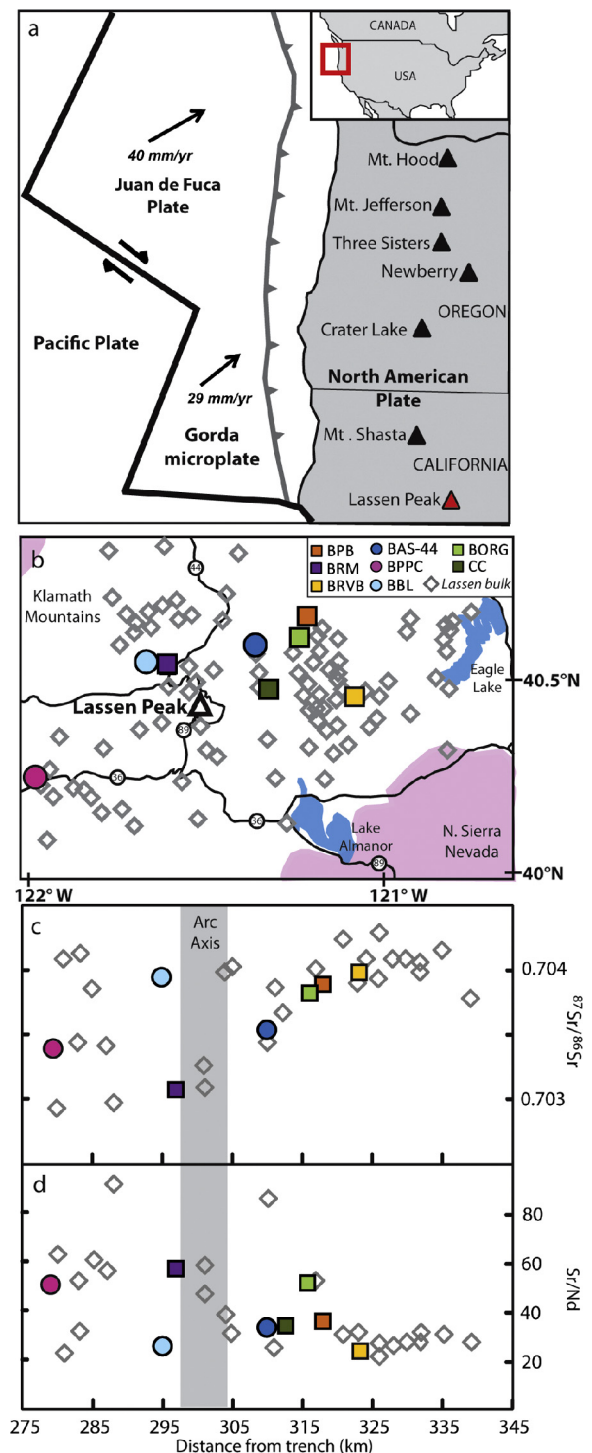 a
CANADA
USA
40 mm/yr
Juan de Fuca
Plate
Mt. Hood
Mt. Jefferson
Three Sisters
Newberry
OREGON
Crater Lake
Pacific Plate
North American
Plate
29 mm/yr
Gorda
microplate
Mt . Shasta
CALIFORNIA
Lassen Peak
b
BPB
BAS-44
BORG
BRM
BPPC
CC
BRVB
BBL
Lassen bulk
44
Klamath
Mountains
Eagle
Lake
40.5°N
Lassen Peak
89
36
36
Lake
Almanor
N. Sierra
Nevada
89
40°N
122°W
121°W
c
Arc
Axis
0.704
87Sr/86Sr
0.703
d
80
60
Sr/Nd
40
20
275 285 295 305 315 325 335 345
Distance from trench (km)